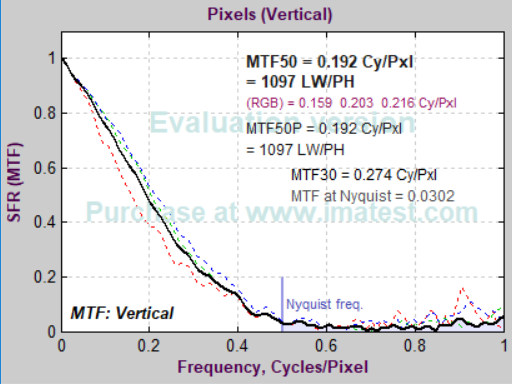 Pixels (Vertical)
MTF50 = 0.192 Cy/Pxl
= 1097 LW/PH
(RGB) = 0.159 0.203 0.216 Cy/Pxl
Evaluation version
MTF50P = 0.192 Cy/Pxl
= 1097 LW/PH
MTF30 = 0.274 Cy/Pxl
MTF at Nyquist = 0.0302
Purchase at www.imatest.com
Nyquist freq.
MTF: Vertical
SFR (MTF)
1
0.8
0.6
0.4
0.2
0
0 0.2 0.4 0.6 0.8 1
Frequency, Cycles/Pixel